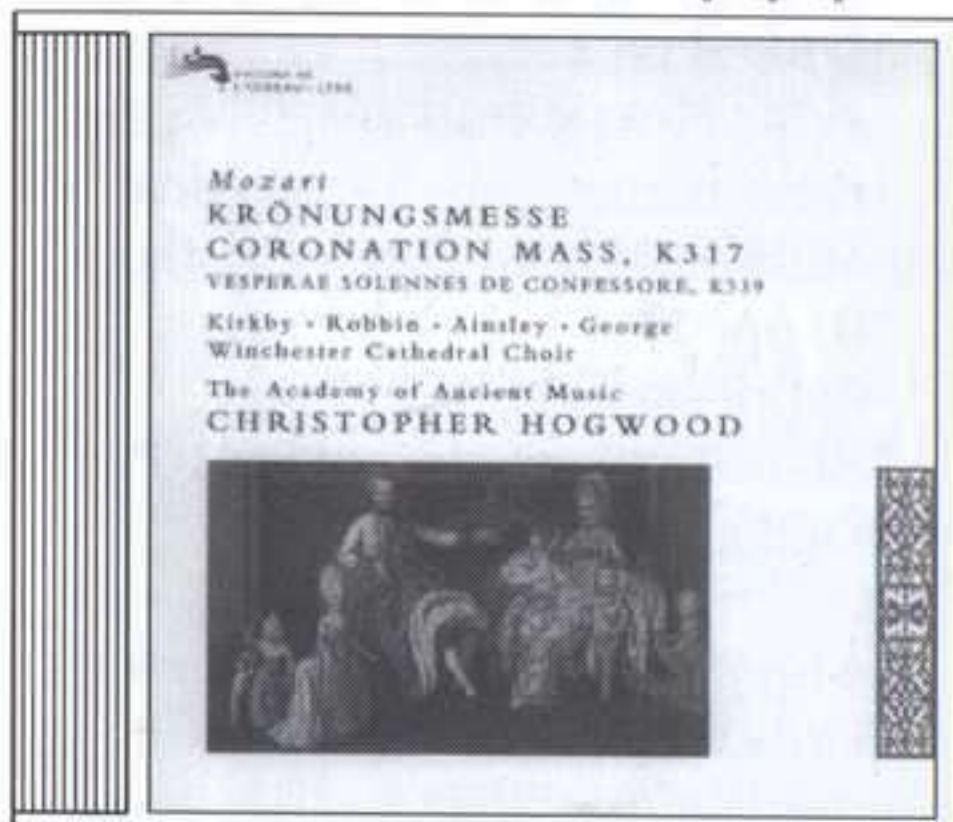 Mozart
KRÖNUNGSMESSE
CORONATION MASS, K317
VESPERAE SOLENNES DE CONFESSORE, K339
Kirkby · Robbin · Ainsley · George
Winchester Cathedral Choir
The Academy of Ancient Music
CHRISTOPHER HOGWOOD